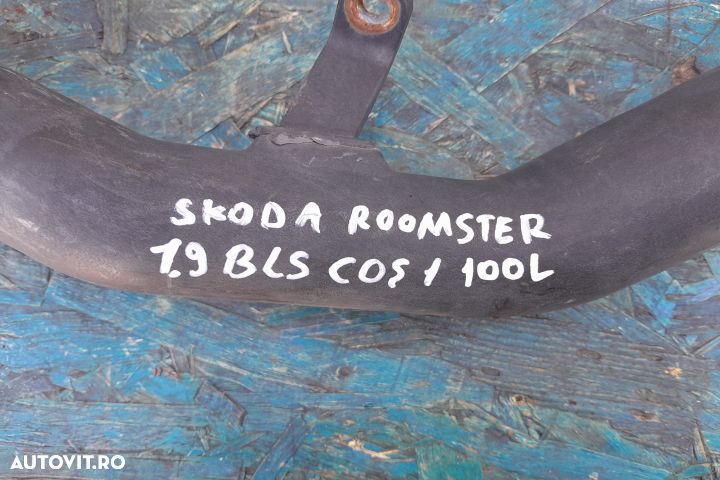 SKODA ROOMSTER
1.9 BLS COȘ 1 100L
AUTOVIT.RO